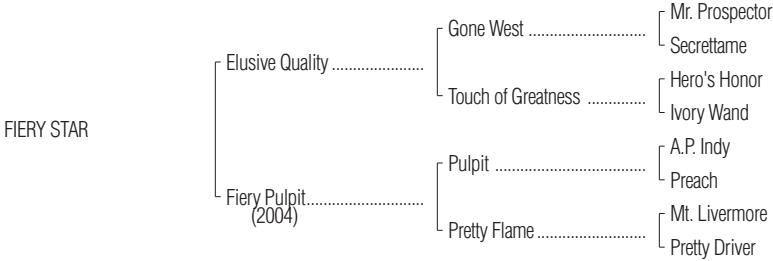 Mr. Prospector
Gone West ..........................
Secrettame
Elusive Quality .....................
Hero's Honor
Touch of Greatness .............
Ivory Wand
FIERY STAR
A.P. Indy
Pulpit .................................
Preach
Fiery Pulpit..........................
(2004)
Mt. Livermore
Pretty Flame ........................
Pretty Driver